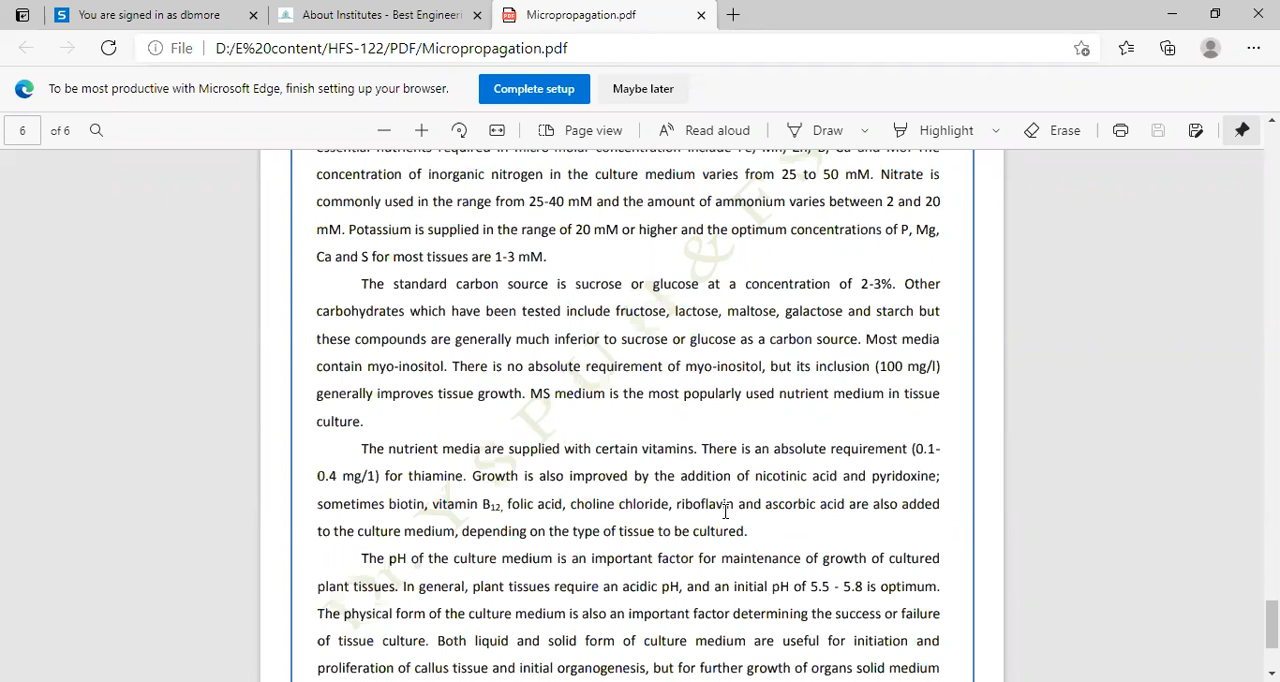 You are signed in as dbmore
About Institutes - Best Engineeri
Micropropagation.pdf
File
D:/E%20content/HFS-122/PDF/Micropropagation.pdf
To be most productive with Microsoft Edge, finish setting up your browser.
Complete setup
Maybe later
6 of 6
Page view
Read aloud
Draw
Highlight
Erase
essential nutrients required in micro molar concentration include Fe, Mn, Zn, B, Cu and Mo. The
concentration of inorganic nitrogen in the culture medium varies from 25 to 50 mM. Nitrate is
commonly used in the range from 25-40 mM and the amount of ammonium varies between 2 and 20
mM. Potassium is supplied in the range of 20 mM or higher and the optimum concentrations of P, Mg,
Ca and S for most tissues are 1-3 mM.
The standard carbon source is sucrose or glucose at a concentration of 2-3%. Other
carbohydrates which have been tested include fructose, lactose, maltose, galactose and starch but
these compounds are generally much inferior to sucrose or glucose as a carbon source. Most media
contain myo-inositol. There is no absolute requirement of myo-inositol, but its inclusion (100 mg/l)
generally improves tissue growth. MS medium is the most popularly used nutrient medium in tissue
culture.
The nutrient media are supplied with certain vitamins. There is an absolute requirement (0.1-
0.4 mg/1) for thiamine. Growth is also improved by the addition of nicotinic acid and pyridoxine;
sometimes biotin, vitamin B12, folic acid, choline chloride, riboflavin and ascorbic acid are also added
to the culture medium, depending on the type of tissue to be cultured.
The pH of the culture medium is an important factor for maintenance of growth of cultured
plant tissues. In general, plant tissues require an acidic pH, and an initial pH of 5.5 - 5.8 is optimum.
The physical form of the culture medium is also an important factor determining the success or failure
of tissue culture. Both liquid and solid form of culture medium are useful for initiation and
proliferation of callus tissue and initial organogenesis, but for further growth of organs solid medium